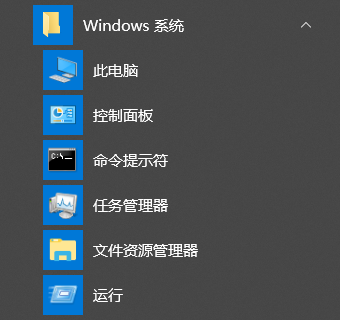 Windows 系统
此电脑
控制面板
C:\_
命令提示符
任务管理器
文件资源管理器
运行